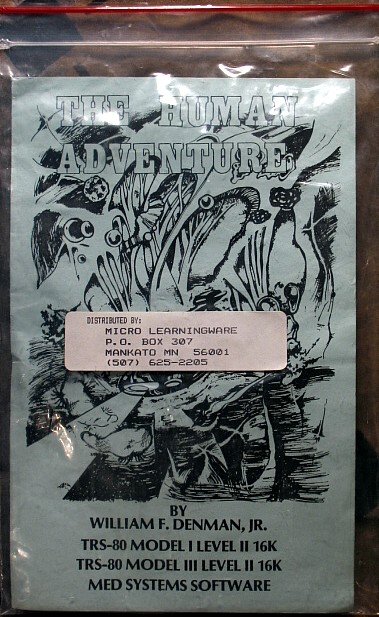 THE HUMAN
ADVENTURE
DISTRIBUTED BY:
MICRO LEARNINGWARE
P.O. BOX 307
MANKATO MN 56001
(507) 625-2205
BY
WILLIAM F. DENMAN, JR.
TRS-80 MODEL I LEVEL II 16K
TRS-80 MODEL III LEVEL II 16K
MED SYSTEMS SOFTWARE